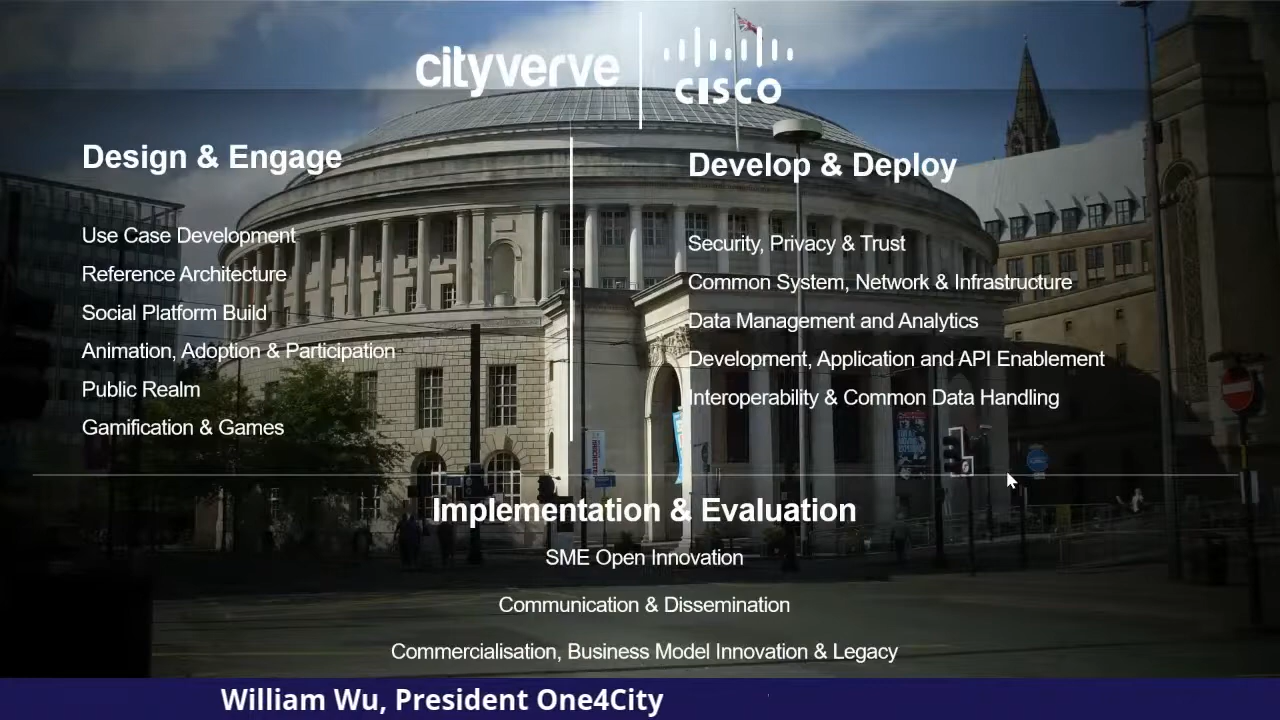 cityverve
CISCO
Design & Engage
Use Case Development
Reference Architecture
Social Platform Build
Animation, Adoption & Participation
Public Realm
Gamification & Games
Develop & Deploy
Security, Privacy & Trust
Common System, Network & Infrastructure
Data Management and Analytics
Development, Application and API Enablement
Interoperability & Common Data Handling
Implementation & Evaluation
SME Open Innovation
Communication & Dissemination
Commercialisation, Business Model Innovation & Legacy
William Wu, President One4City